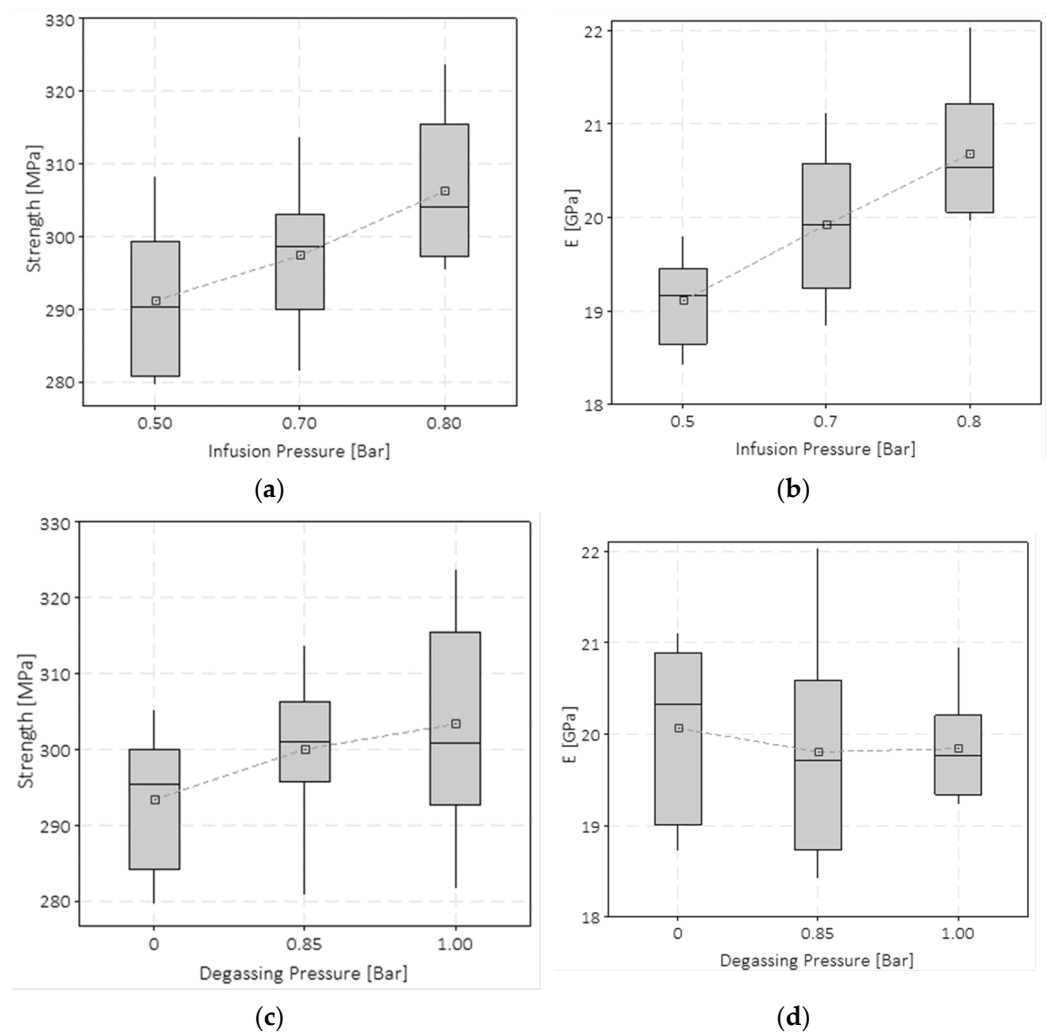 330
320
310
300
290
280
Strength [MPa]
0.50 0.70 0.80
Infusion Pressure [Bar]
(a)
22
21
20
19
18
E [GPa]
0.5 0.7 0.8
Infusion Pressure [Bar]
(b)
330
320
310
300
290
280
Strength [MPa]
0 0.85 1.00
Degassing Pressure [Bar]
(c)
22
21
20
19
18
E [GPa]
0 0.85 1.00
Degassing Pressure [Bar]
(d)